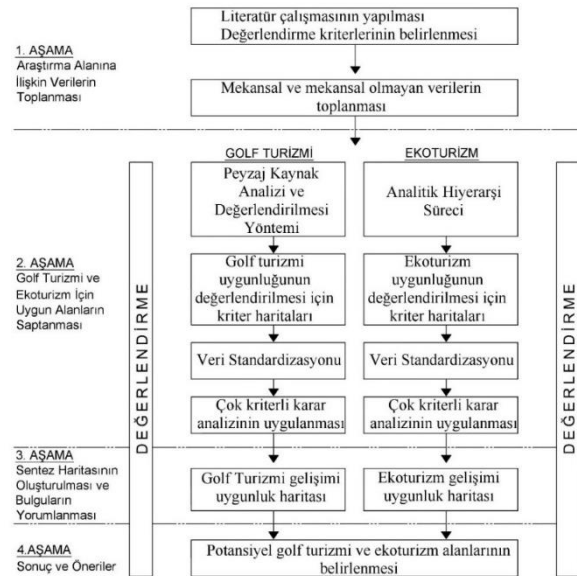 Literatür çalışmasının yapılması
Değerlendirme kriterlerinin belirlenmesi
1. AŞAMA
Araştırma Alanına
İlişkin Verilerin
Toplanması
Mekansal ve mekansal olmayan verilerin
toplanması
GOLF TURİZMİ
EKOTURİZM
Peyzaj Kaynak
Analizi ve
Değerlendirilmesi
Yöntemi
Analitik Hiyerarşi
Süreci
2. AŞAMA
Golf Turizmi ve
Ekoturizm İçin
Uygun Alanların
Saptanması
Golf turizmi
uygunluğunun
değerlendirilmesi için
kriter haritaları
Ekoturizm
uygunluğunun
değerlendirilmesi için
kriter haritaları
Veri Standardizasyonu
Veri Standardizasyonu
Çok kriterli karar
analizinin uygulanması
Çok kriterli karar
analizinin uygulanması
DEĞERLENDİRME
DEĞERLENDİRME
3. AŞAMA
Sentez Haritasının
Oluşturulması ve
Bulguların
Yorumlanması
Golf Turizmi gelişimi
uygunluk haritası
Ekoturizm gelişimi
uygunluk haritası
4.AŞAMA
Sonuç ve Öneriler
Potansiyel golf turizmi ve ekoturizm alanlarının
belirlenmesi